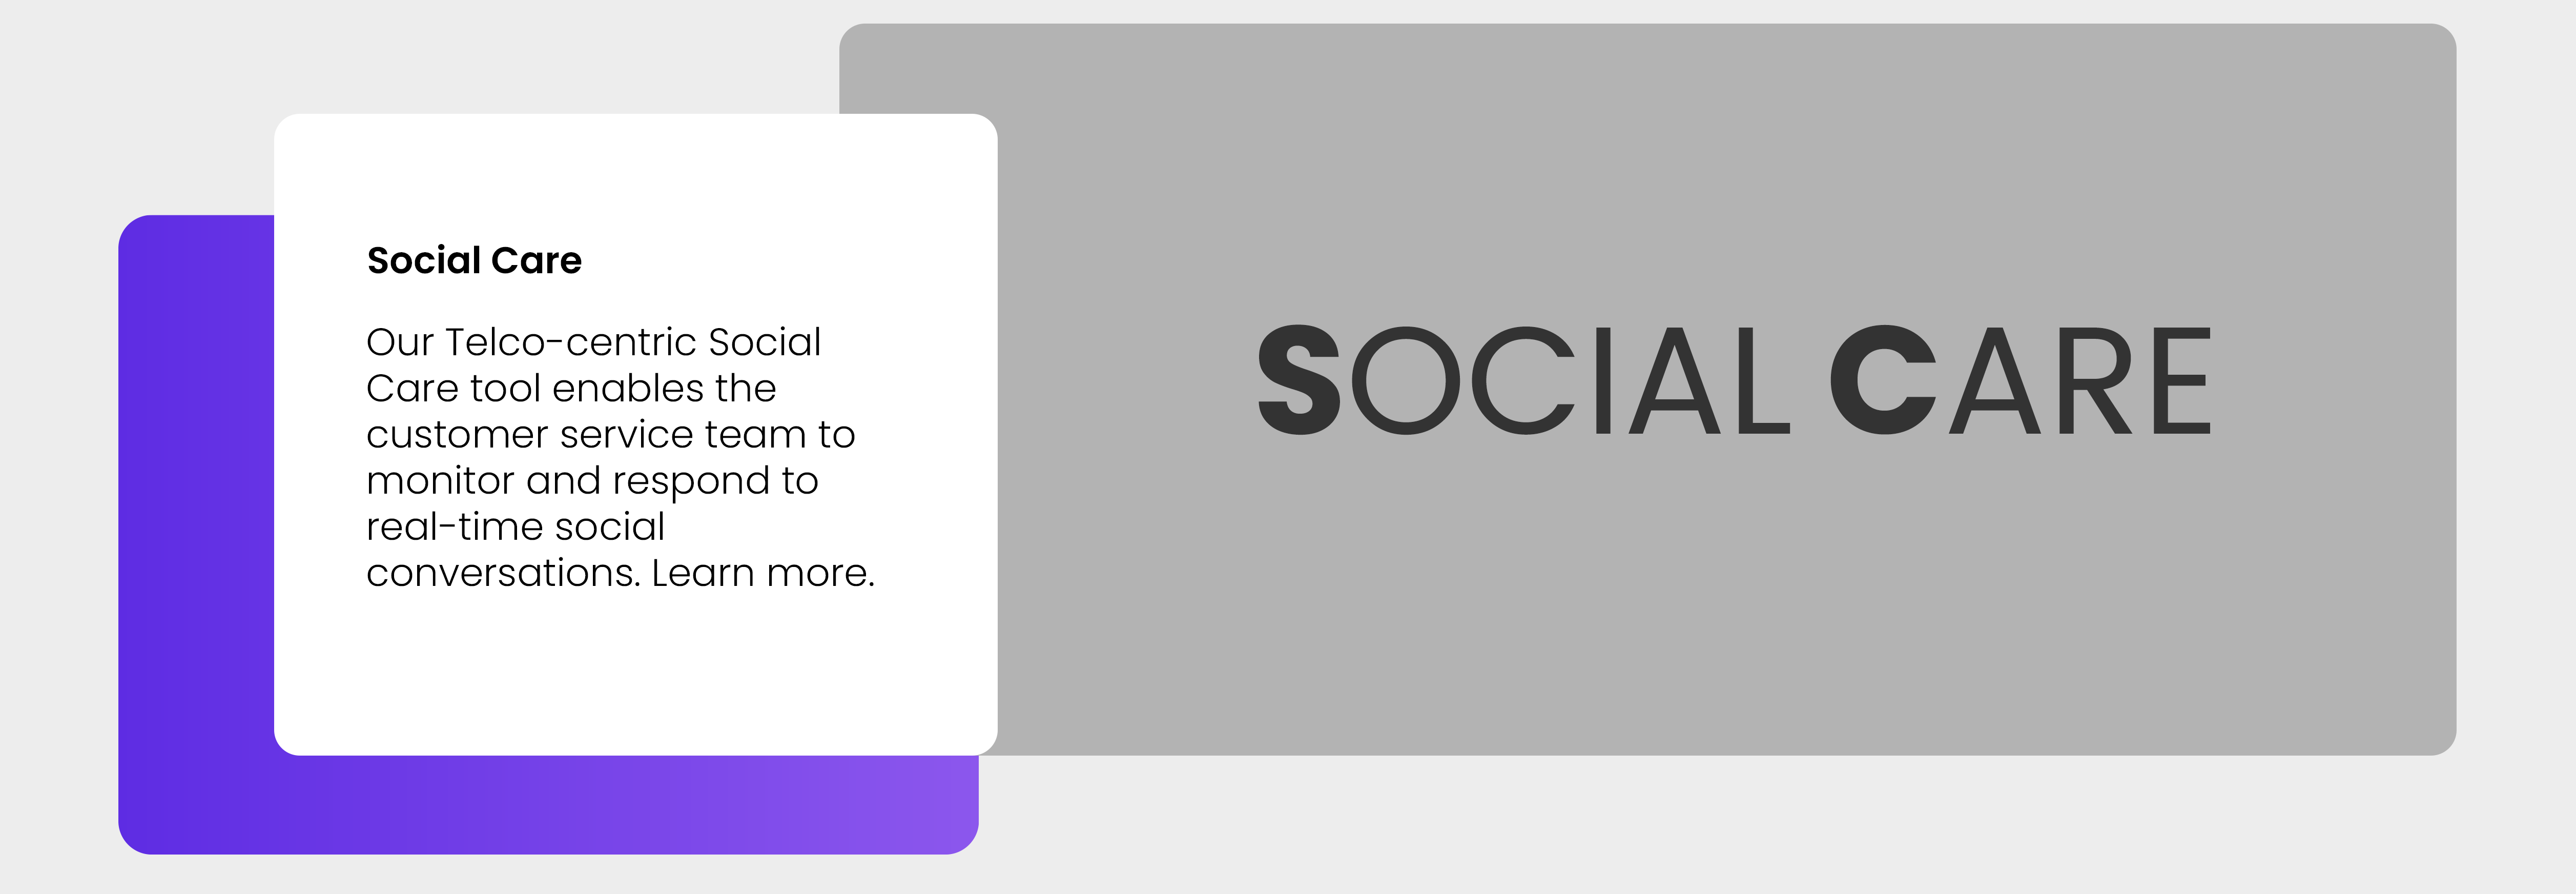 Social Care
Our Telco-centric Social
Care tool enables the
customer service team to
monitor and respond to
real-time social
conversations. Learn more.
SOCIAL CARE